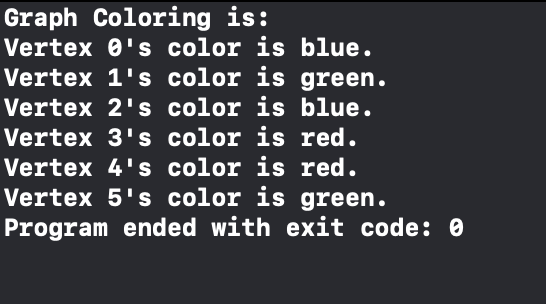 Graph Coloring is:
Vertex 0's color is blue.
Vertex 1's color is green.
Vertex 2's color is blue.
Vertex 3's color is red.
Vertex 4's color is red.
Vertex 5's color is green.
Program ended with exit code: 0